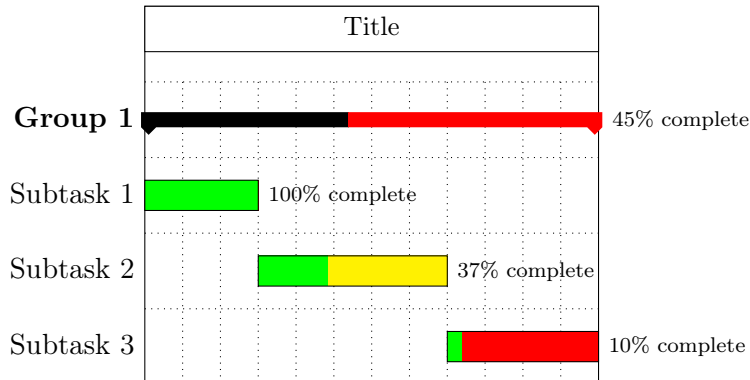 Title
Group 1 45% complete
Subtask 1 100% complete
Subtask 2 37% complete
Subtask 3 10% complete